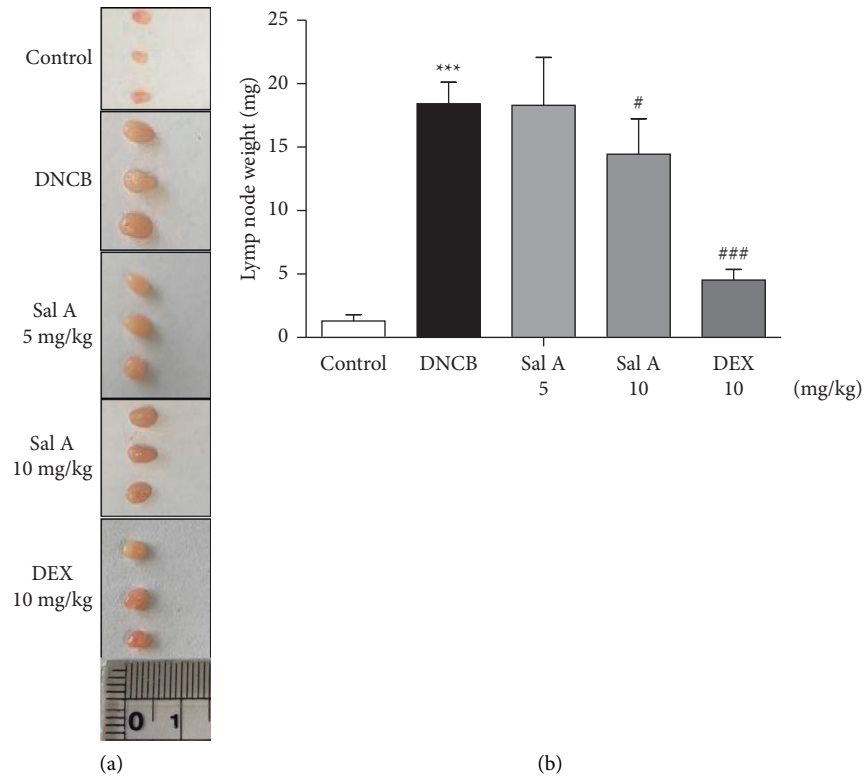 Control
DNCB
Sal A
5 mg/kg
Sal A
10 mg/kg
DEX
10 mg/kg
0 1
(a)
Lymp node weight (mg)
25
20
15
10
5
0
***
#
###
Control DNCB Sal A Sal A DEX
5 10 10 (mg/kg)
(b)